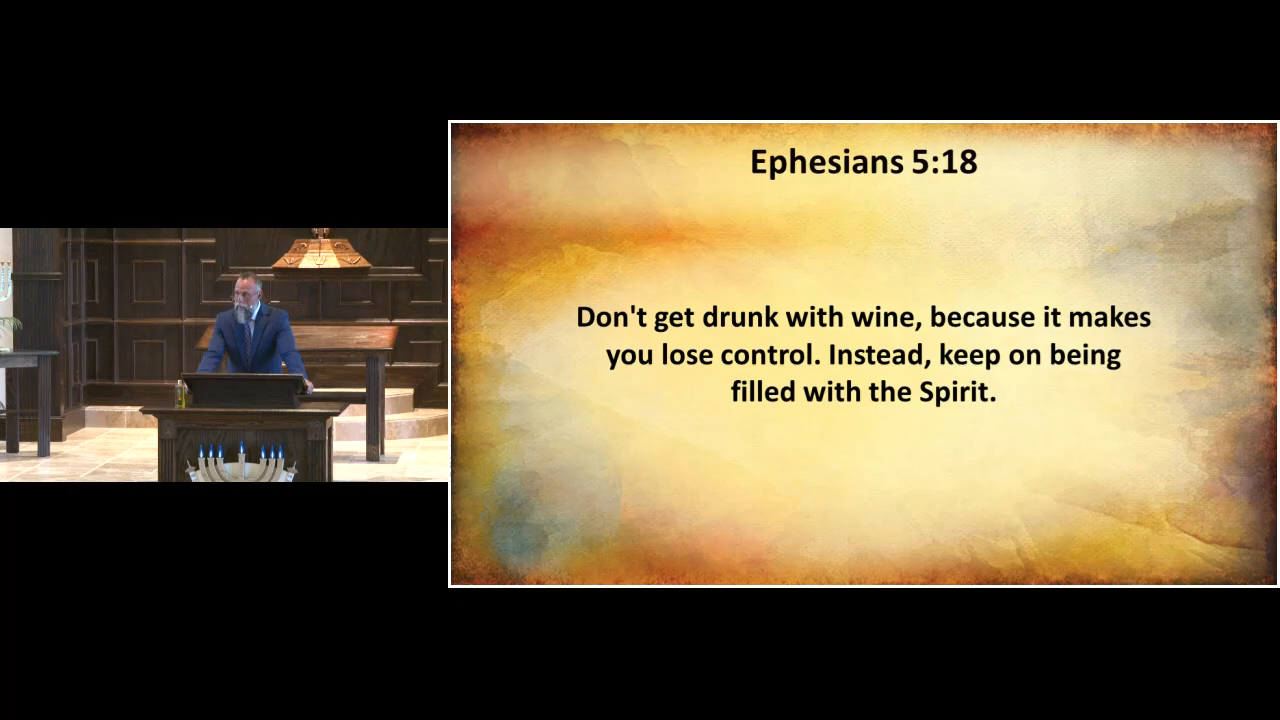 Ephesians 5:18
Don't get drunk with wine, because it makes
you lose control. Instead, keep on being
filled with the Spirit.